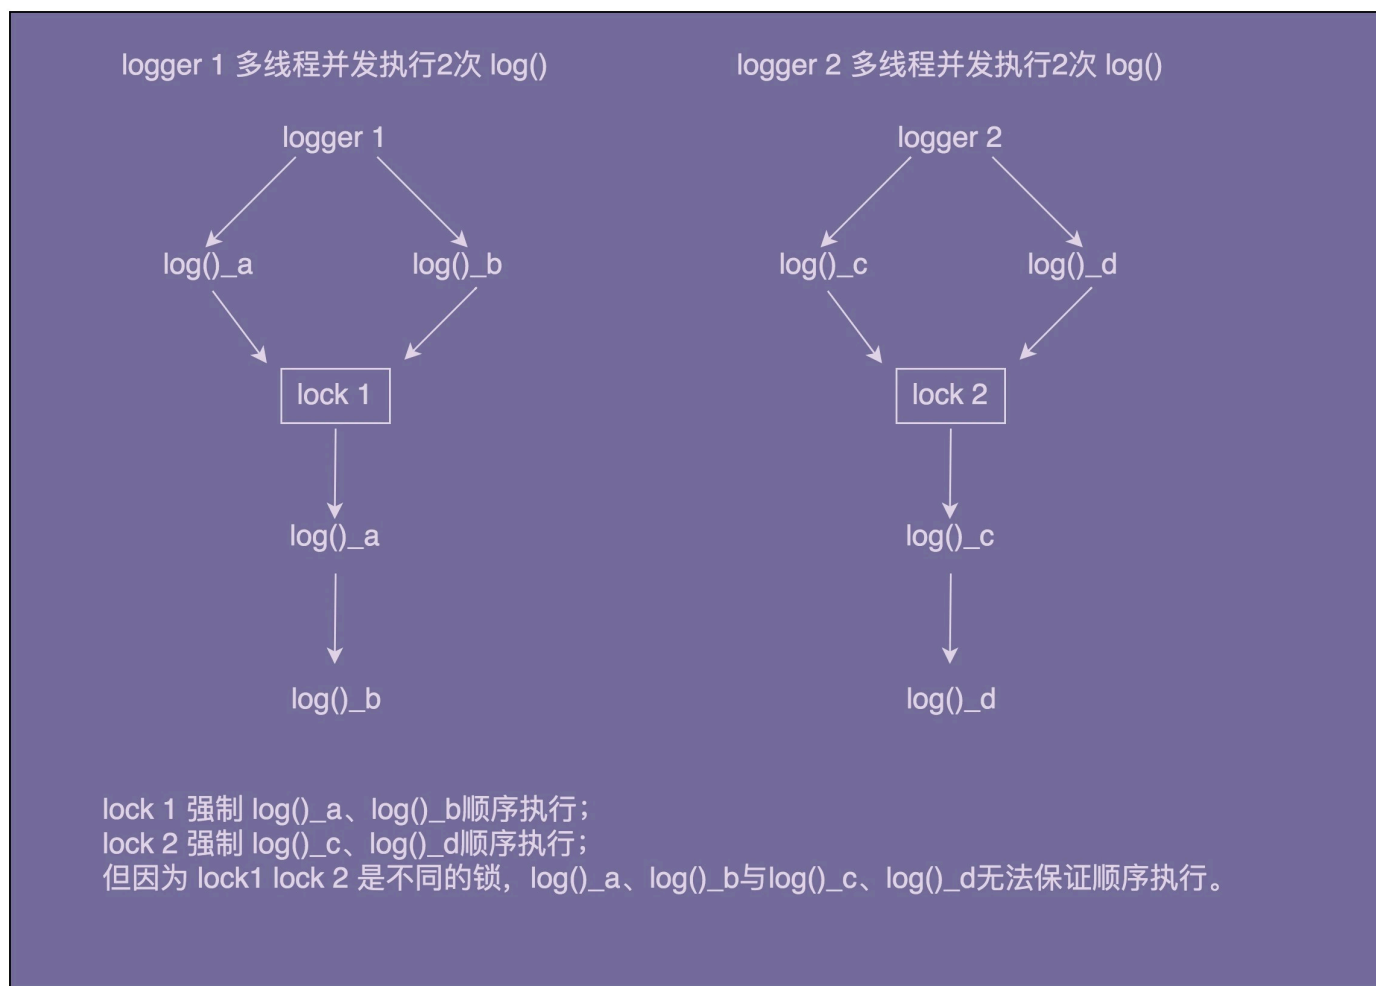 logger 1 多线程并发执行2次 log()
logger 1
log()_a
log()_b
lock 1
log()_a
log()_b
logger 2 多线程并发执行2次 log()
logger 2
log()_c
log()_d
lock 2
log()_c
log()_d
lock 1 强制 log()_a、log()_b顺序执行；
lock 2 强制 log()_c、log()_d顺序执行；
但因为 lock1 lock 2 是不同的锁，log()_a、log()_b与log()_c、log()_d无法保证顺序执行。